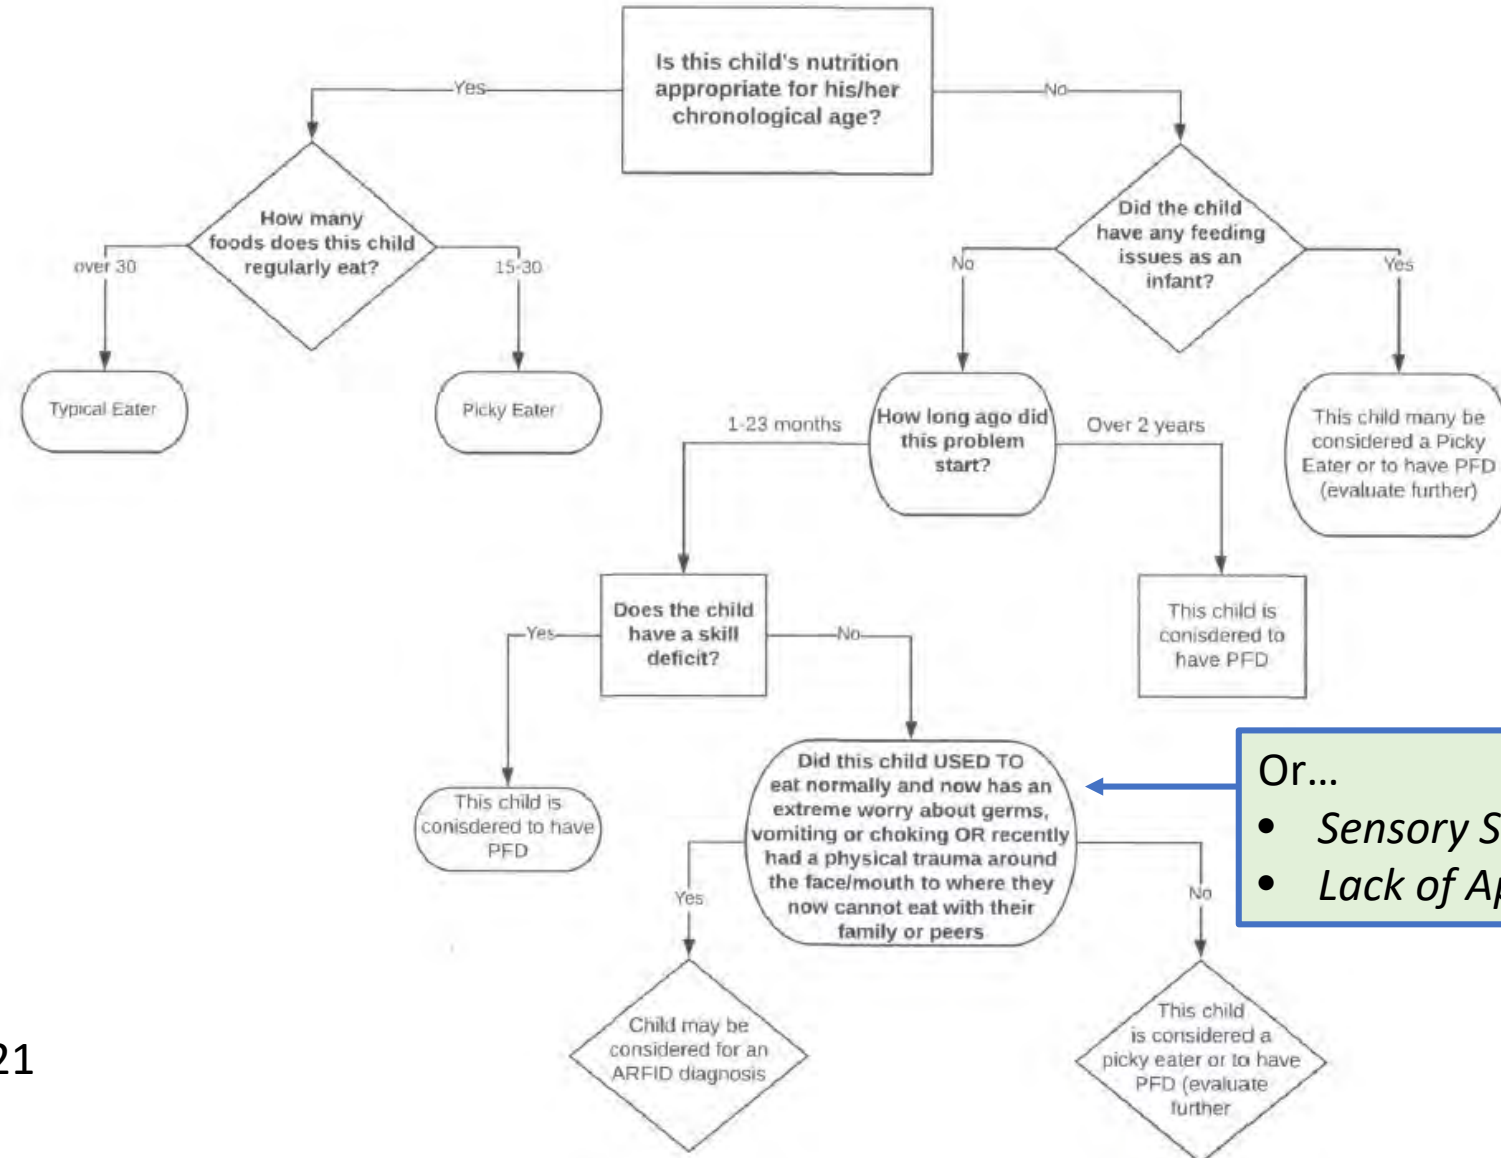 Is this child's nutrition
appropriate for his/her
chronological age?
Yes
No
How many
foods does this child
regularly eat?
over 30
15-30
Typical Eater
Picky Eater
Did the child
have any feeding
issues as an
infant?
No
Yes
This child many be
considered a Picky
Eater or to have PFD
(evaluate further)
How long ago did
this problem
start?
1-23 months
Over 2 years
Does the child
have a skill
deficit?
Yes
No
This child is
conisdered to
have PFD
This child is
conisdered to have
PFD
Did this child USED TO
eat normally and now has an
extreme worry about germs,
vomiting or choking OR recently
had a physical trauma around
the face/mouth to where they
now cannot eat with their
family or peers
Or...
• Sensory S
• Lack of Ap
Yes
No
Child may be
considered for an
ARFID diagnosis
This child
is considered a
picky eater or to have
PFD (evaluate
further
21